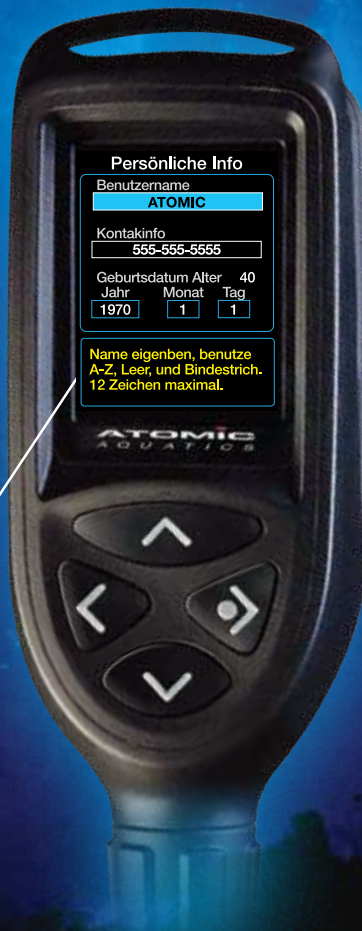 Persönliche Info
Benutzername
ATOMIC
Kontakinfo
555-555-5555
Geburtsdatum Alter 40
Jahr Monat Tag
1970 1 1
Name eigenben, benutze
A-Z, Leer, und Bindestrich-
12 Zeichen maximal.
ATOMIC
AQUATICS